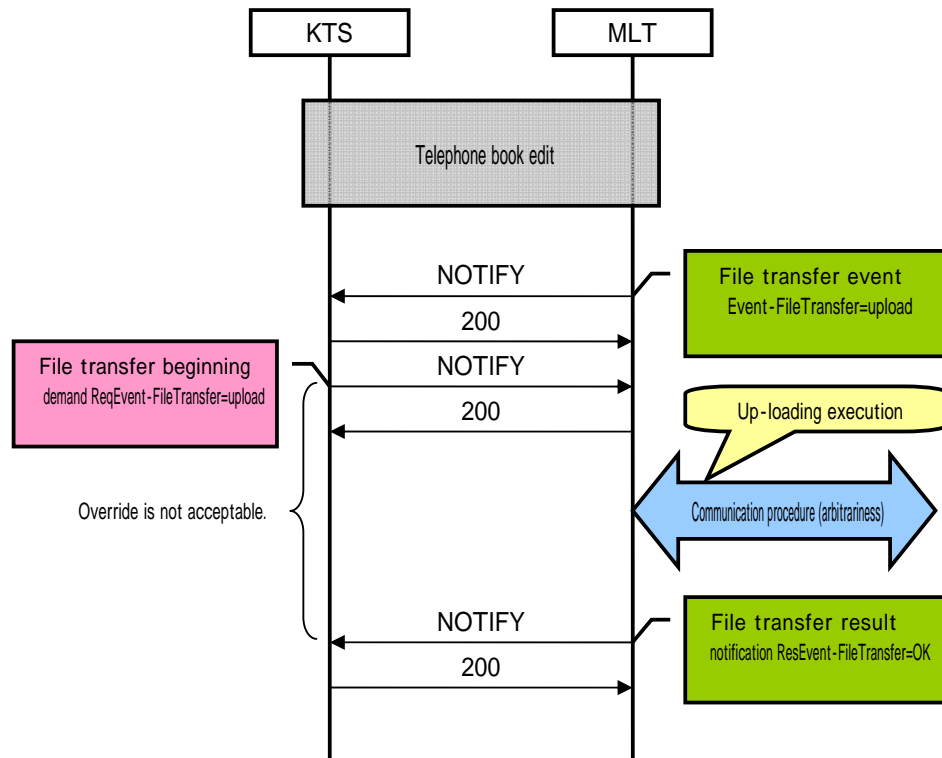 KTS
MLT
Telephone book edit
NOTIFY
File transfer event
Event-FileTransfer=upload
200
File transfer beginning
demand ReqEvent-FileTransfer=upload
NOTIFY
200
Up-loading execution
Override is not acceptable.
Communication procedure (arbitrariness)
NOTIFY
File transfer result
notification ResEvent-FileTransfer=OK
200